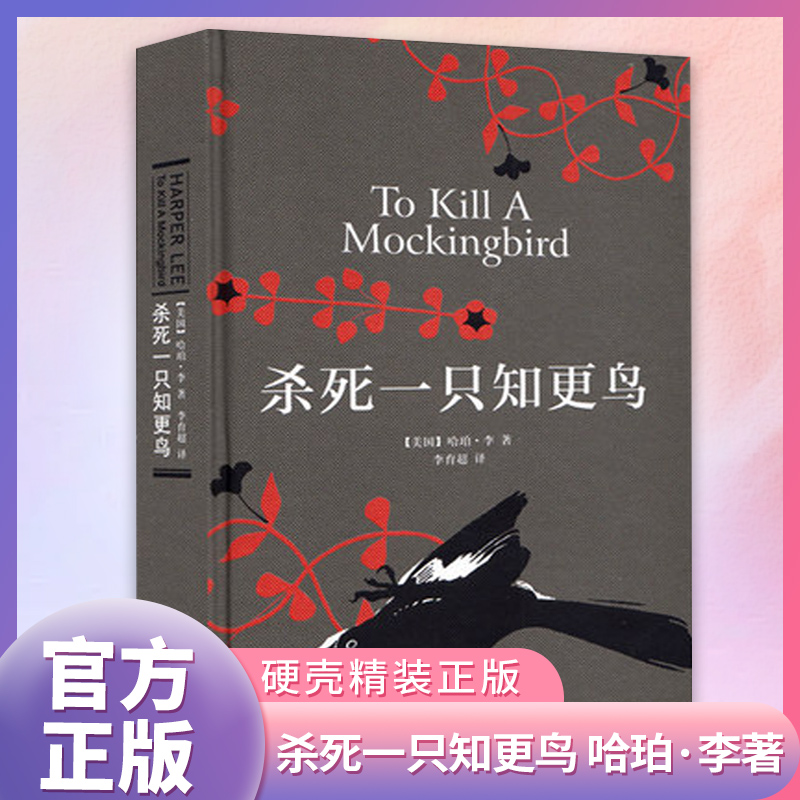 To Kill A
Mockingbird
杀死一只知更鸟
【美国】哈珀·李 著
李育超 译
HARPER LEE
To Kill A Mockingbird
杀死一只知更鸟
【美国】哈珀·李 著 李育超 译
官方
正版
硬壳精装正版
杀死一只知更鸟 哈珀·李著